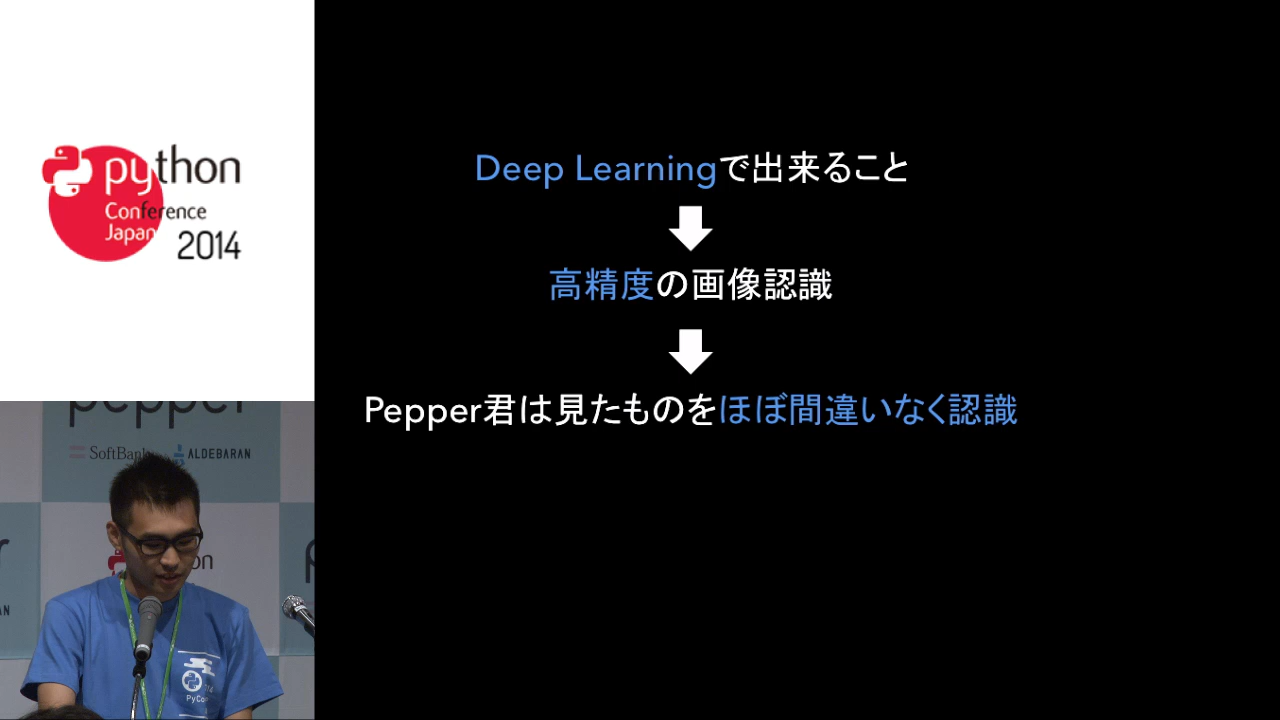 python
Conference
Japan
2014
Deep Learningで出来ること
高精度の画像認識
Pepper君は見たものをほぼ間違いなく認識
pepper
SoftBank
ALDEBARAN